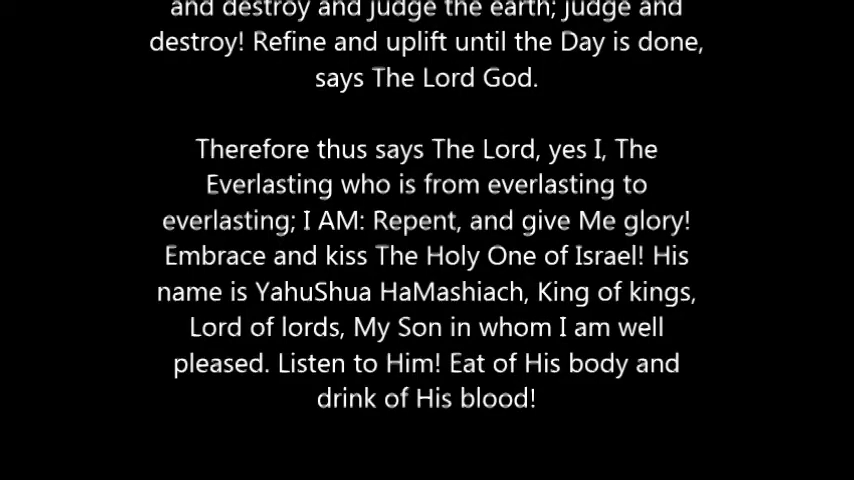 and destroy and judge the earth; judge and
destroy! Refine and uplift until the Day is done,
says The Lord God.
Therefore thus says The Lord, yes I, The
Everlasting who is from everlasting to
everlasting; I AM: Repent, and give Me glory!
Embrace and kiss The Holy One of Israel! His
name is YahuShua HaMashiach, King of kings,
Lord of lords, My Son in whom I am well
pleased. Listen to Him! Eat of His body and
drink of His blood!